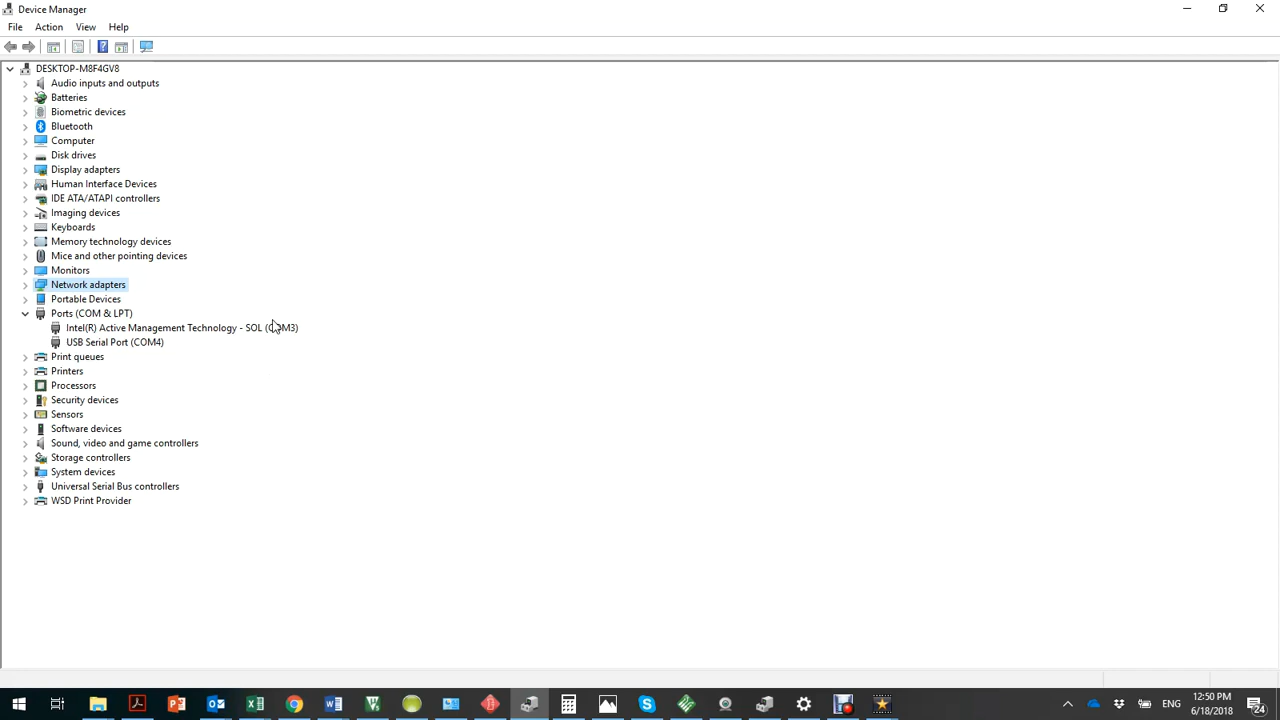 Device Manager
File Action View Help
DESKTOP-M8F4GV8
Audio inputs and outputs
Batteries
Biometric devices
Bluetooth
Computer
Disk drives
Display adapters
Human Interface Devices
IDE ATA/ATAPI controllers
Imaging devices
Keyboards
Memory technology devices
Mice and other pointing devices
Monitors
Network adapters
Portable Devices
Ports (COM & LPT)
Intel(R) Active Management Technology - SOL (COM3)
USB Serial Port (COM4)
Print queues
Printers
Processors
Security devices
Sensors
Software devices
Sound, video and game controllers
Storage controllers
System devices
Universal Serial Bus controllers
WSD Print Provider
12:50 PM
ENG
6/18/2018
24